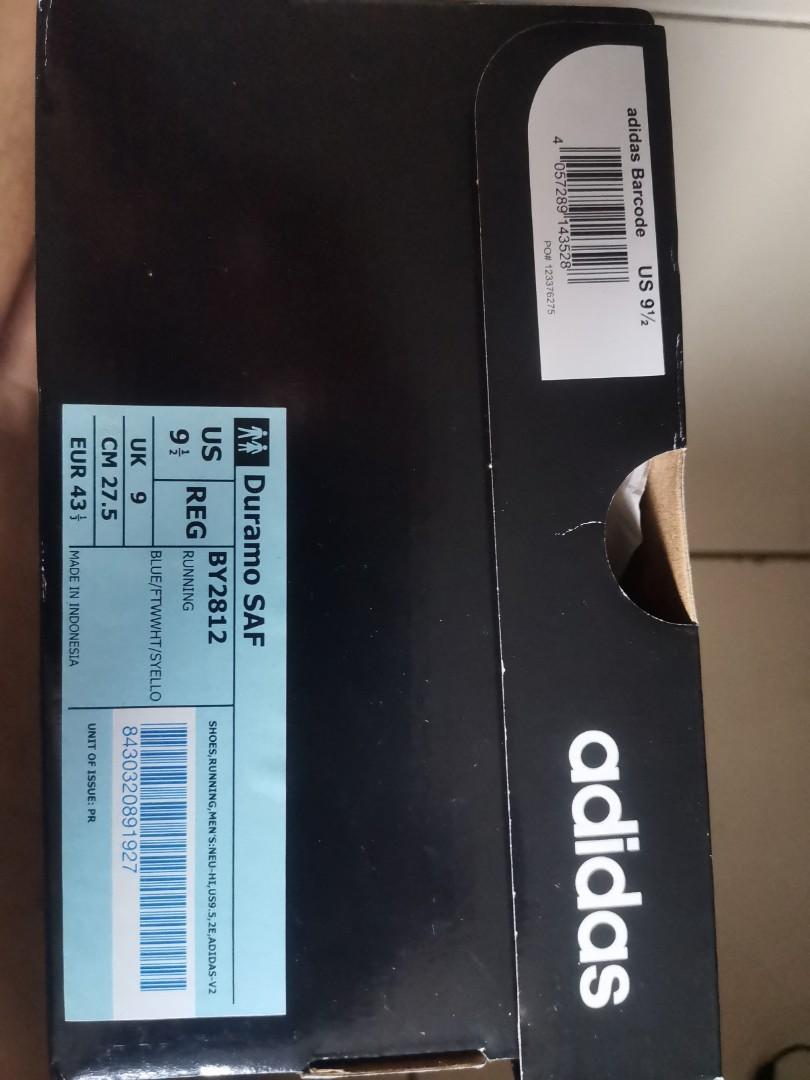 adidas Barcode US 9½
4 057289 143528
PO# 123376275
adidas
Duramo SAF
US 9½
REG
UK 9
CM 27.5
EUR 43⅓
BY2812
RUNNING
BLUE/FTWWHT/SYELLO
MADE IN INDONESIA
SHOES,RUNNING,MEN'S:NEU-HI,US9.5,2E,ADIDAS-V2
8430320891927
UNIT OF ISSUE: PR